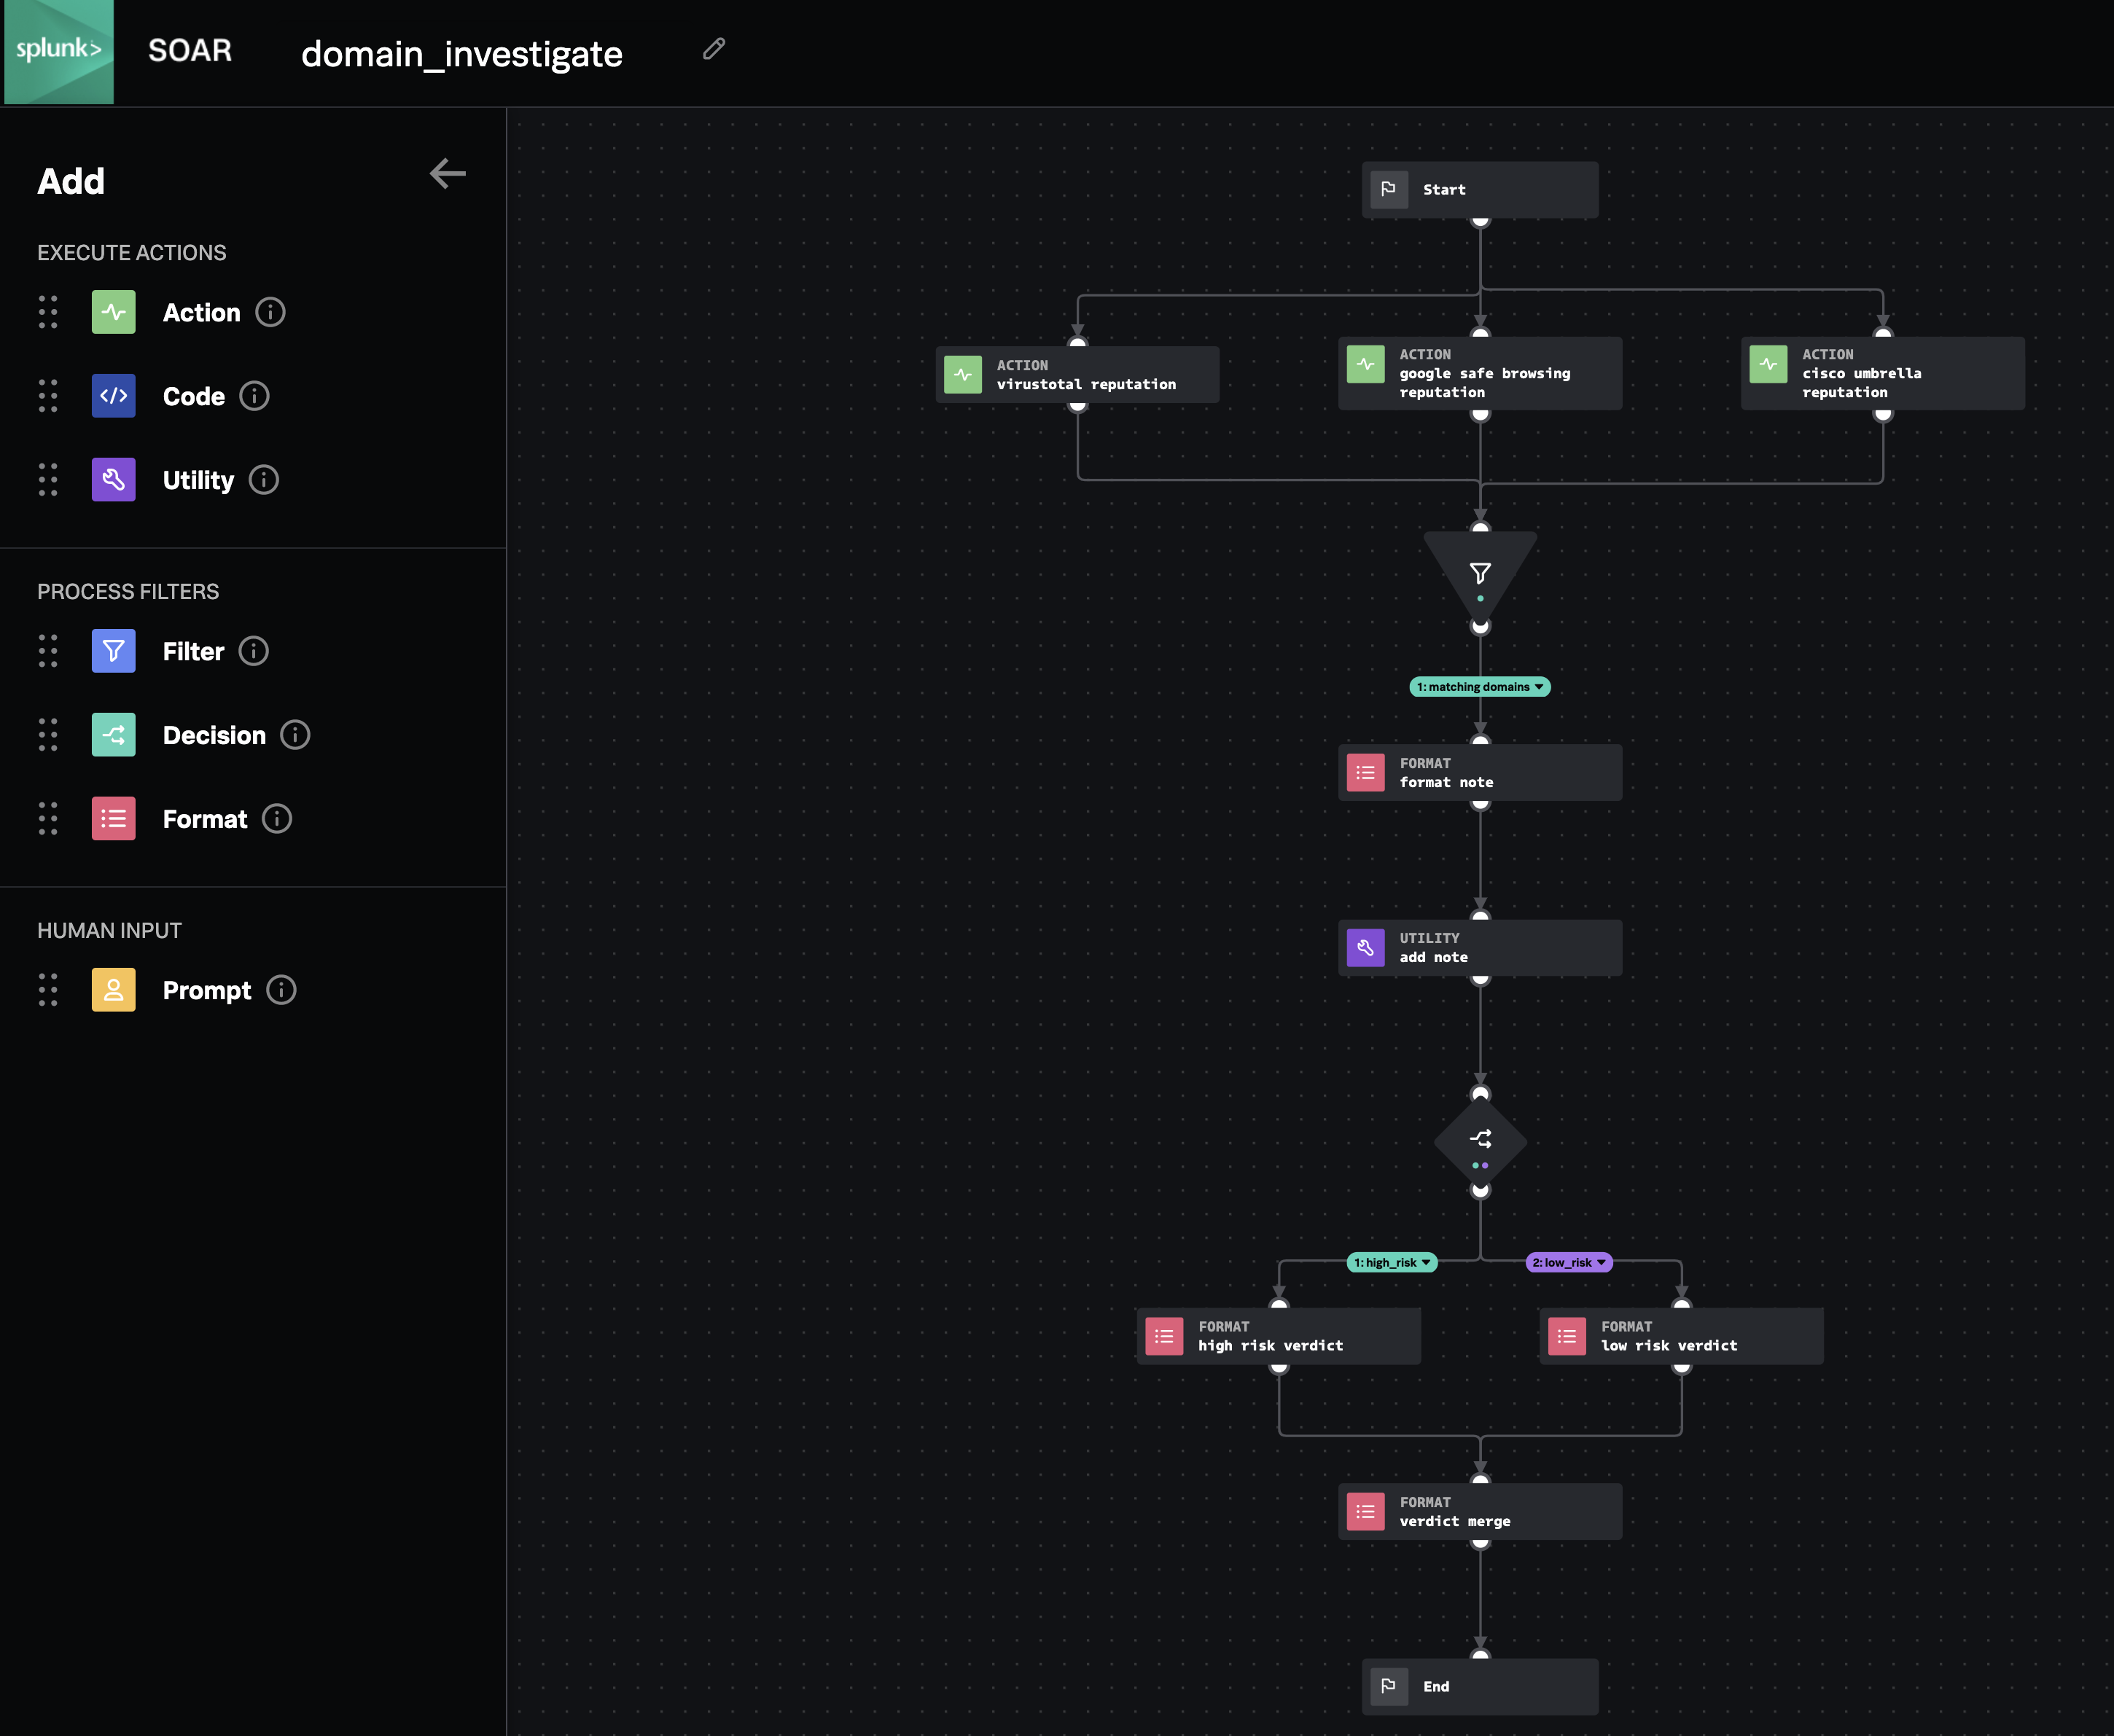 splunk>
SOAR
domain_investigate
Add
EXECUTE ACTIONS
Action
Code
Utility
PROCESS FILTERS
Filter
Decision
Format
HUMAN INPUT
Prompt
Start
ACTION
virustotal reputation
ACTION
google safe browsing
reputation
ACTION
cisco umbrella
reputation
1: matching domains
FORMAT
format note
UTILITY
add note
1: high_risk
2: low_risk
FORMAT
high risk verdict
FORMAT
low risk verdict
FORMAT
verdict merge
End